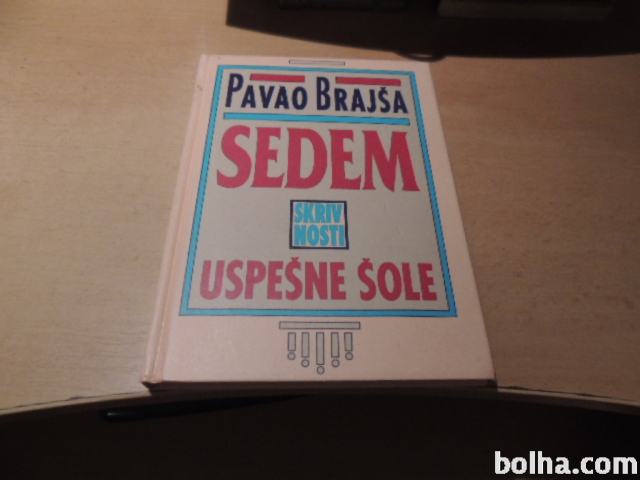 PAVAO BRAJŠA
SEDEM
SKRIV
NOSTI
USPEŠNE ŠOLE
bolha.com